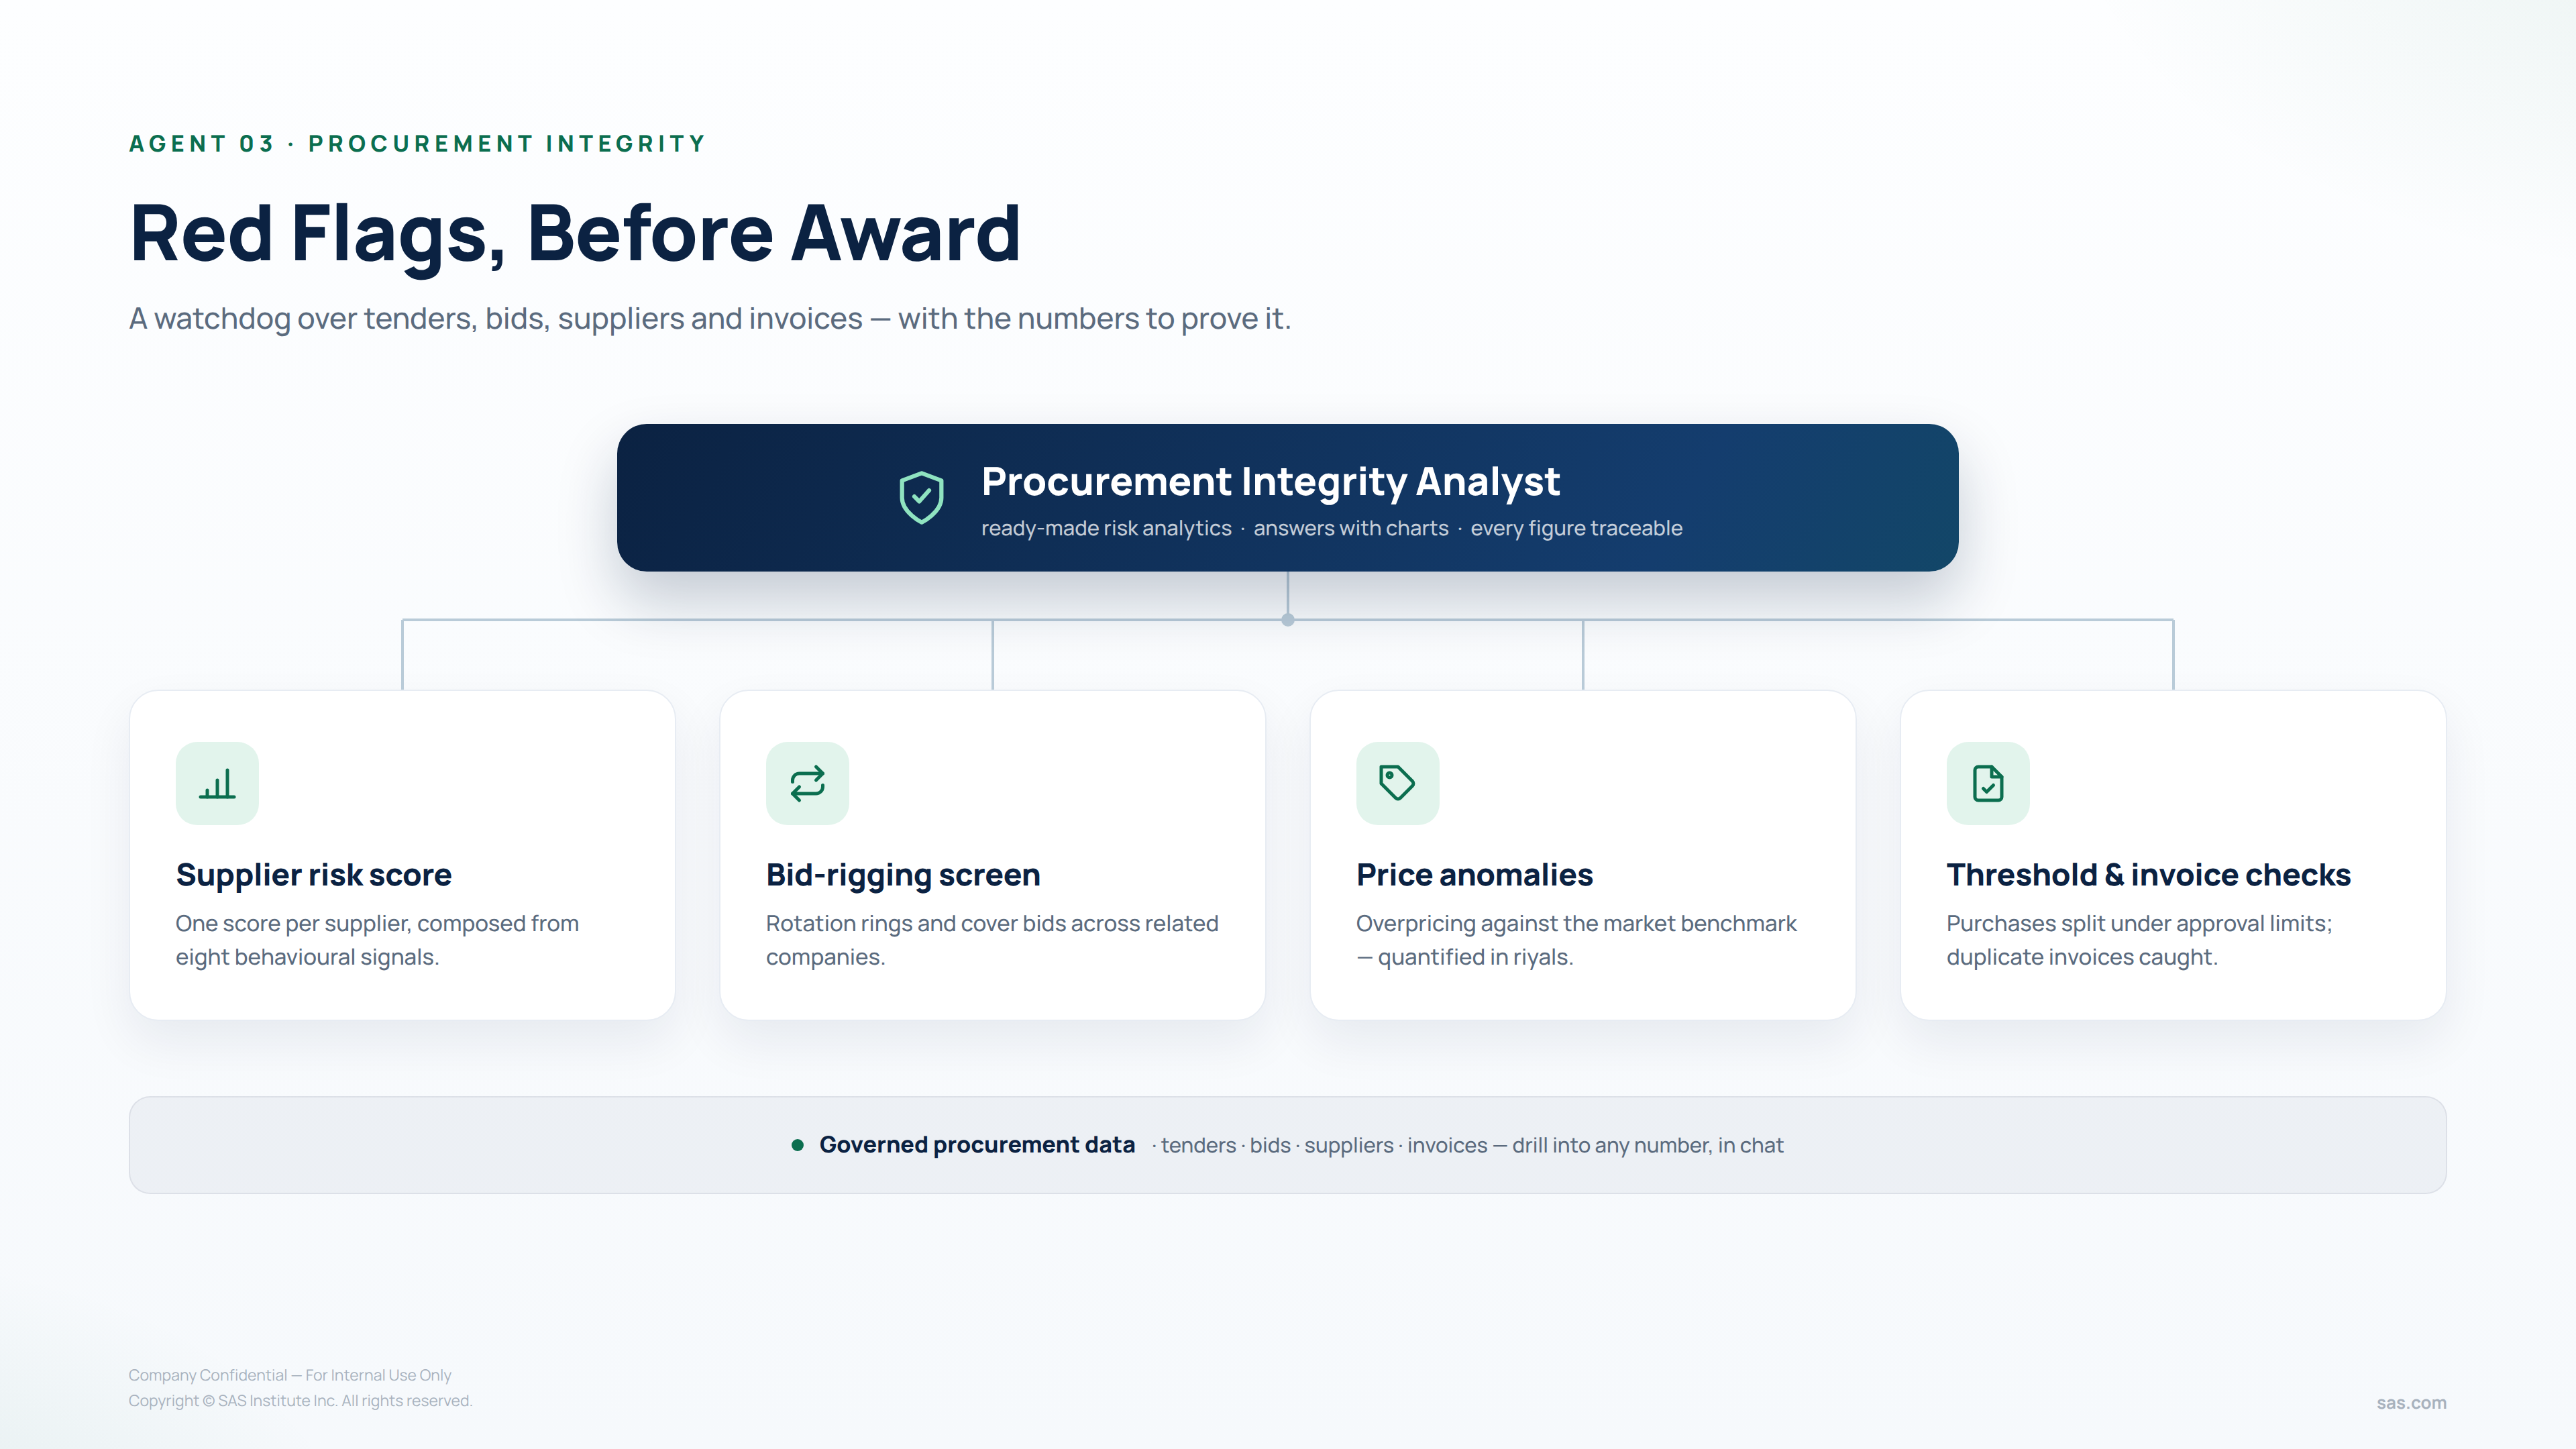 AGENT 03 · PROCUREMENT INTEGRITY
Red Flags, Before Award
A watchdog over tenders, bids, suppliers and invoices — with the numbers to prove it.
Procurement Integrity Analyst
ready-made risk analytics · answers with charts · every figure traceable
Supplier risk score
One score per supplier, composed from
eight behavioural signals.
Bid-rigging screen
Rotation rings and cover bids across related
companies.
Price anomalies
Overpricing against the market benchmark
— quantified in riyals.
Threshold & invoice checks
Purchases split under approval limits;
duplicate invoices caught.
Governed procurement data · tenders · bids · suppliers · invoices — drill into any number, in chat
Company Confidential — For Internal Use Only
Copyright © SAS Institute Inc. All rights reserved.
sas.com